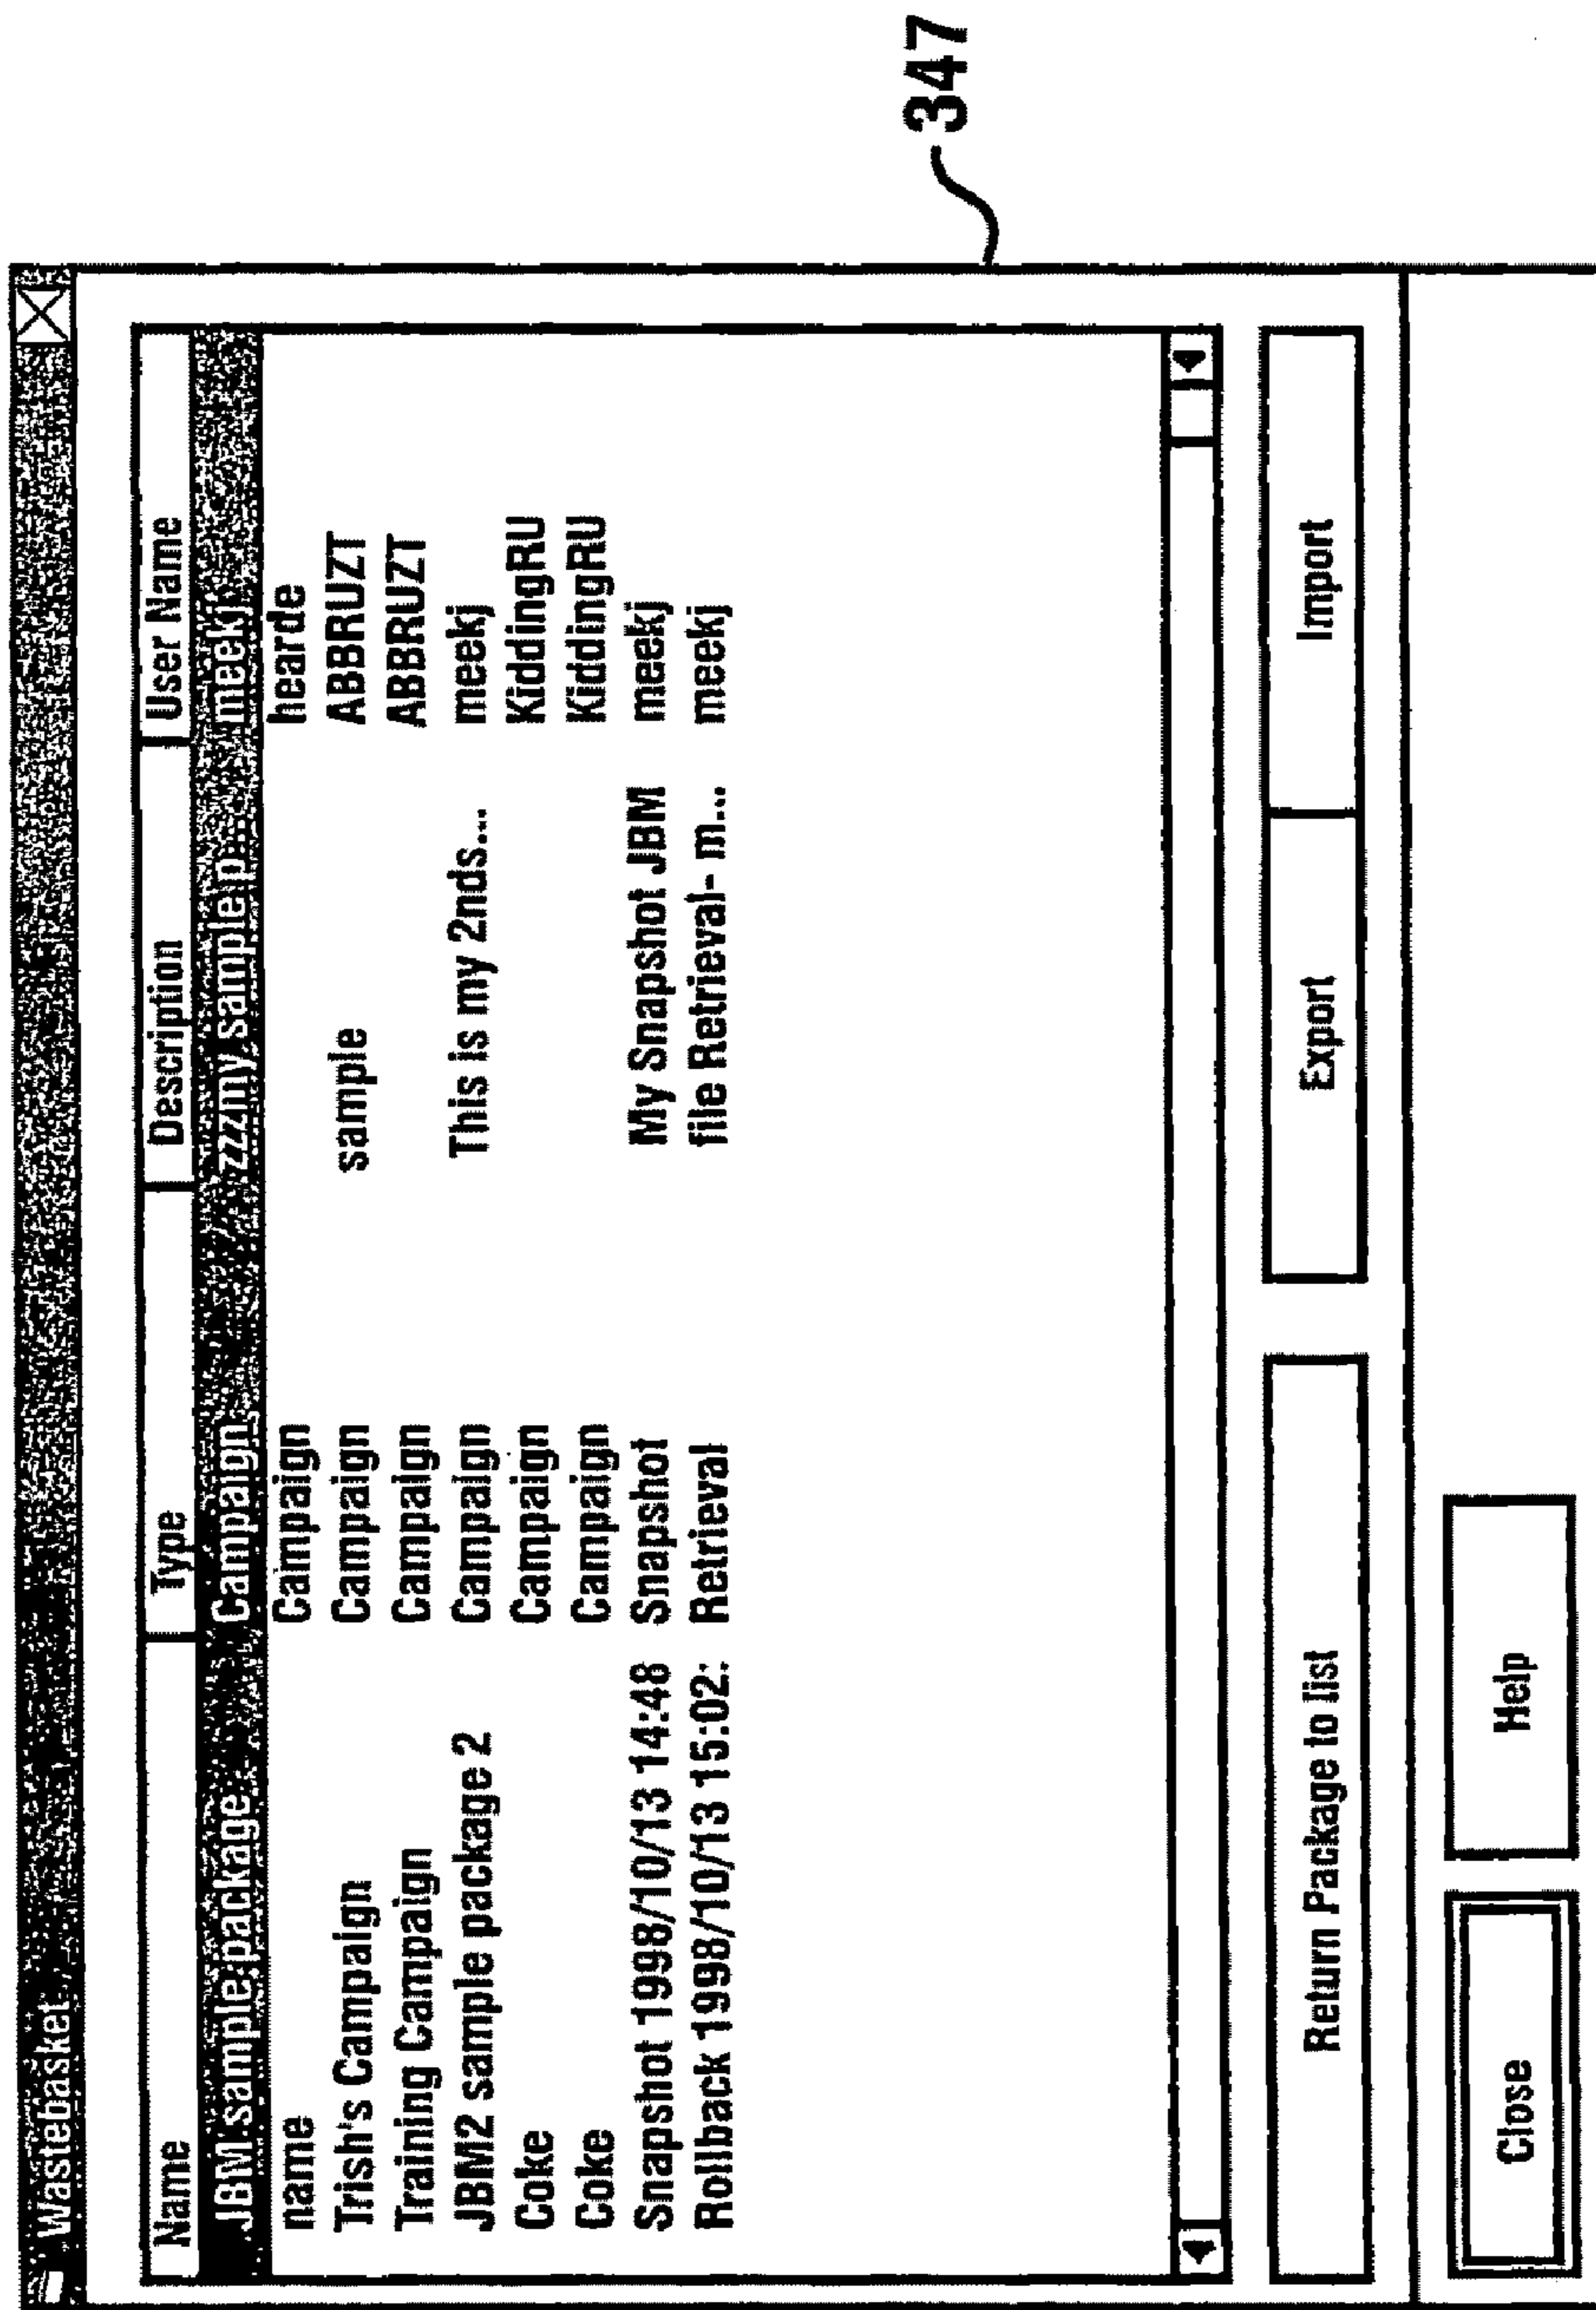 Wastebasket
Name Type Description User Name
JBM sample package Campaign zzzmy sample p... meekj
name Campaign hearde
Trish's Campaign Campaign sample ABBRUZT
Training Campaign Campaign ABBRUZT
JBM2 sample package 2 Campaign This is my 2nds... meekj
Coke Campaign KiddingRU
Coke Campaign KiddingRU
Snapshot 1998/10/13 14:48 Snapshot My Snapshot JBM meekj
Rollback 1998/10/13 15:02: Retrieval file Retrieval- m... meekj
Return Package to list Export Import
Close Help
347